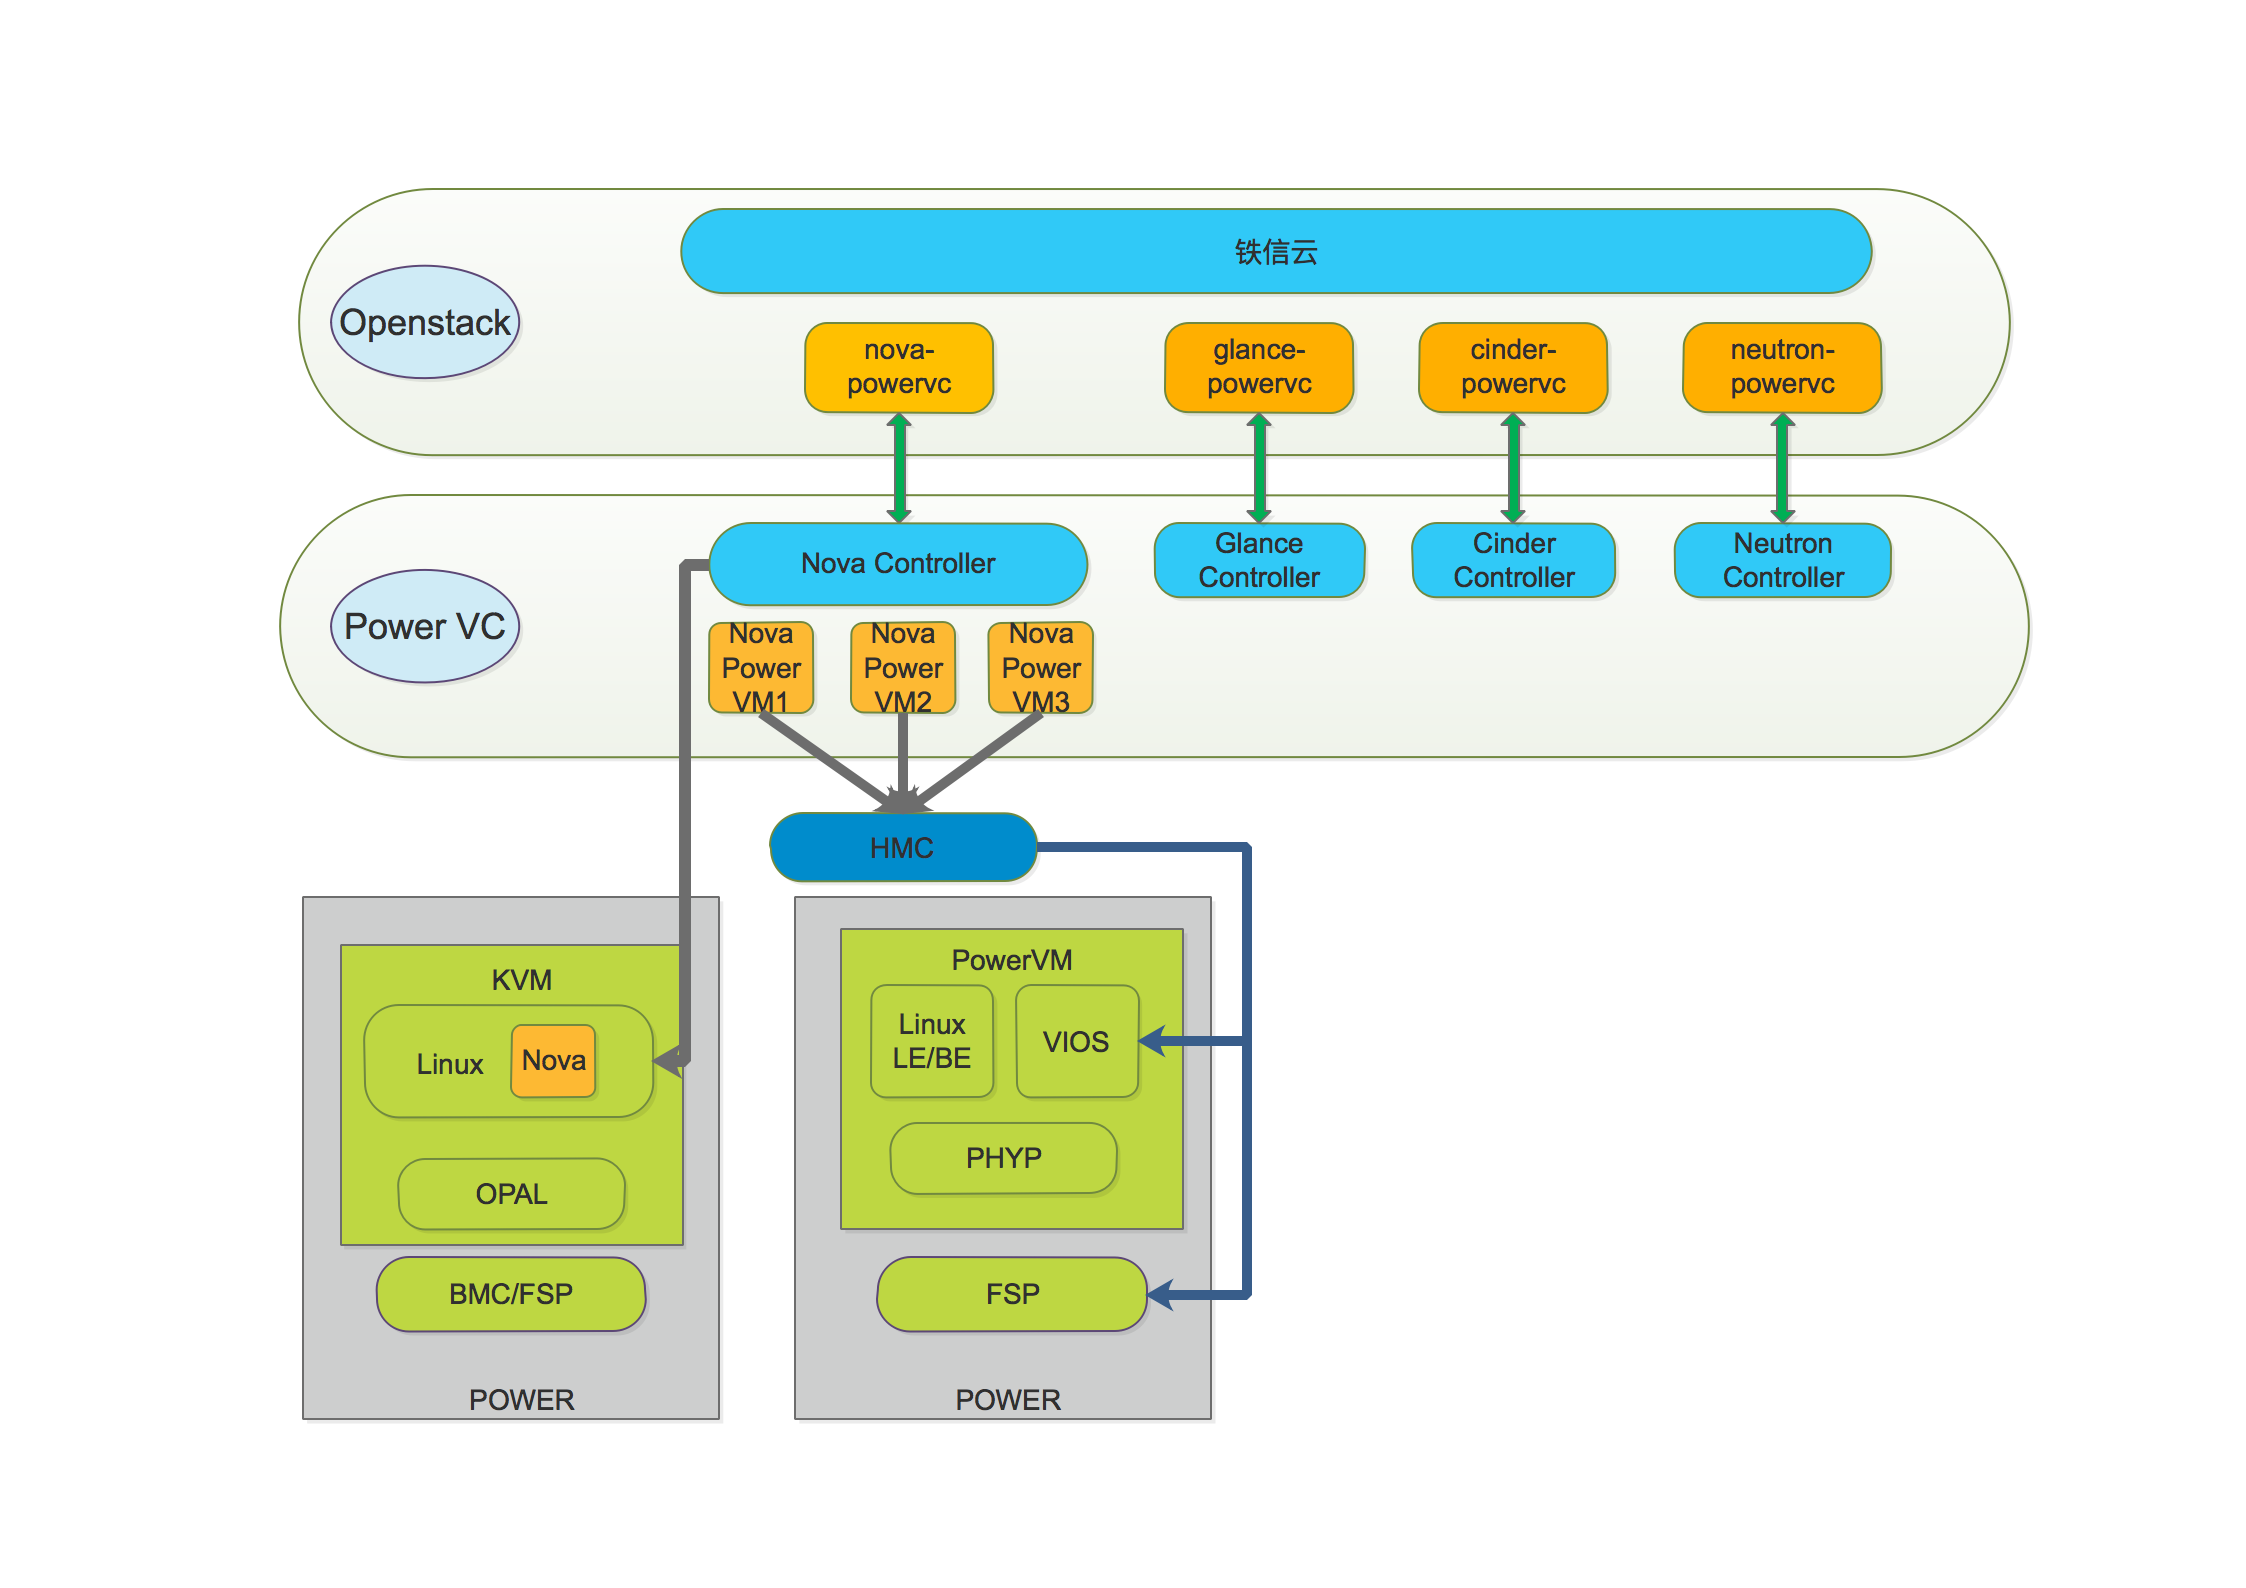 铁信云
Openstack
nova-
powervc
glance-
powervc
cinder-
powervc
neutron-
powervc
Power VC
Nova Controller
Glance
Controller
Cinder
Controller
Neutron
Controller
Nova
Power
VM1
Nova
Power
VM2
Nova
Power
VM3
HMC
KVM
Linux
Nova
OPAL
BMC/FSP
POWER
PowerVM
Linux
LE/BE
VIOS
PHYP
FSP
POWER